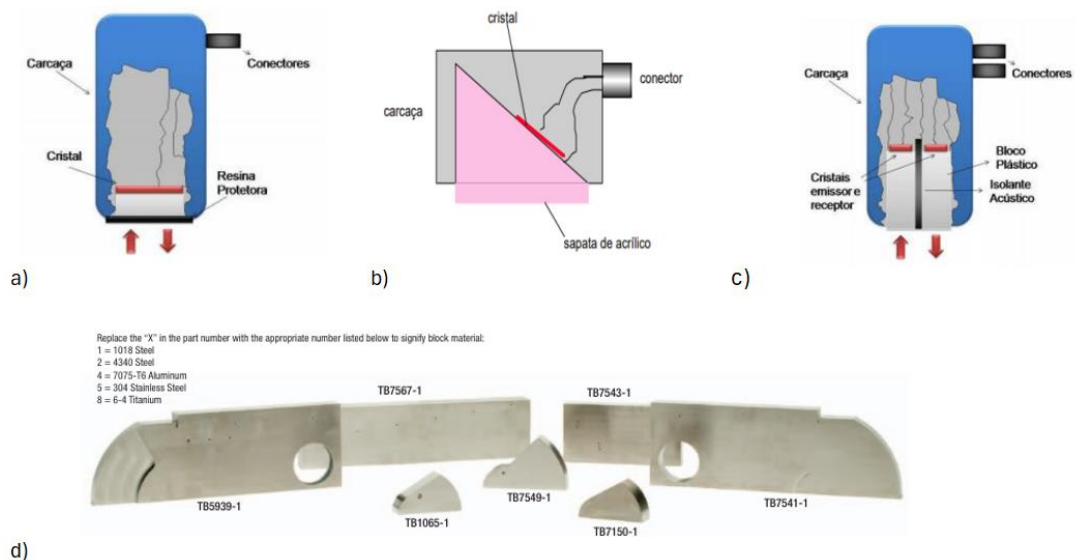 Carcaça
Conectores
Cristal
Resina
Protetora
a)
cristal
conector
carcaça
sapata de acrílico
b)
Carcaça
Conectores
Cristais
emissor e
receptor
Bloco
Plástico
Isolante
Acústico
c)
Replace the “X” in the part number with the appropriate number listed below to signify block material:
1 = 1018 Steel
2 = 4340 Steel
4 = 7075-T6 Aluminum
5 = 304 Stainless Steel
8 = 6-4 Titanium
TB7567-1
TB7543-1
TB5939-1
TB1065-1
TB7549-1
TB7150-1
TB7541-1
d)